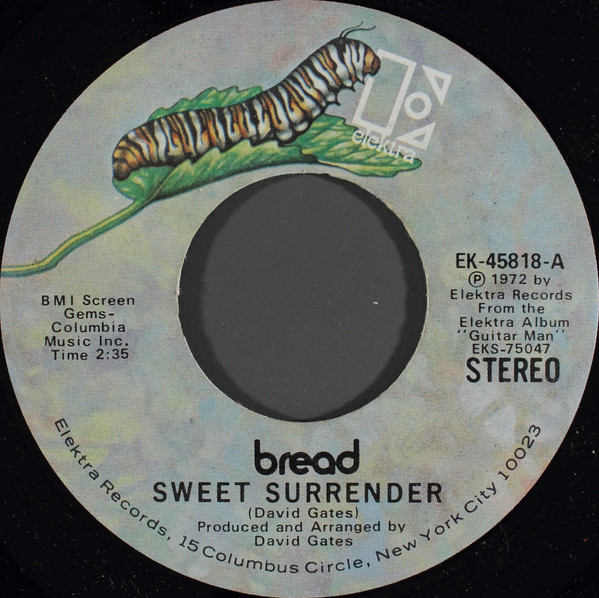 elektra
EK-45818-A
℗ 1972 by
Elektra Records
From the
Elektra Album
"Guitar Man"
EKS-75047
STEREO
BMI Screen
Gems-
Columbia
Music Inc.
Time 2:35
bread
SWEET SURRENDER
(David Gates)
Produced and Arranged by
David Gates
Elektra Records, 15 Columbus Circle, New York City 10023